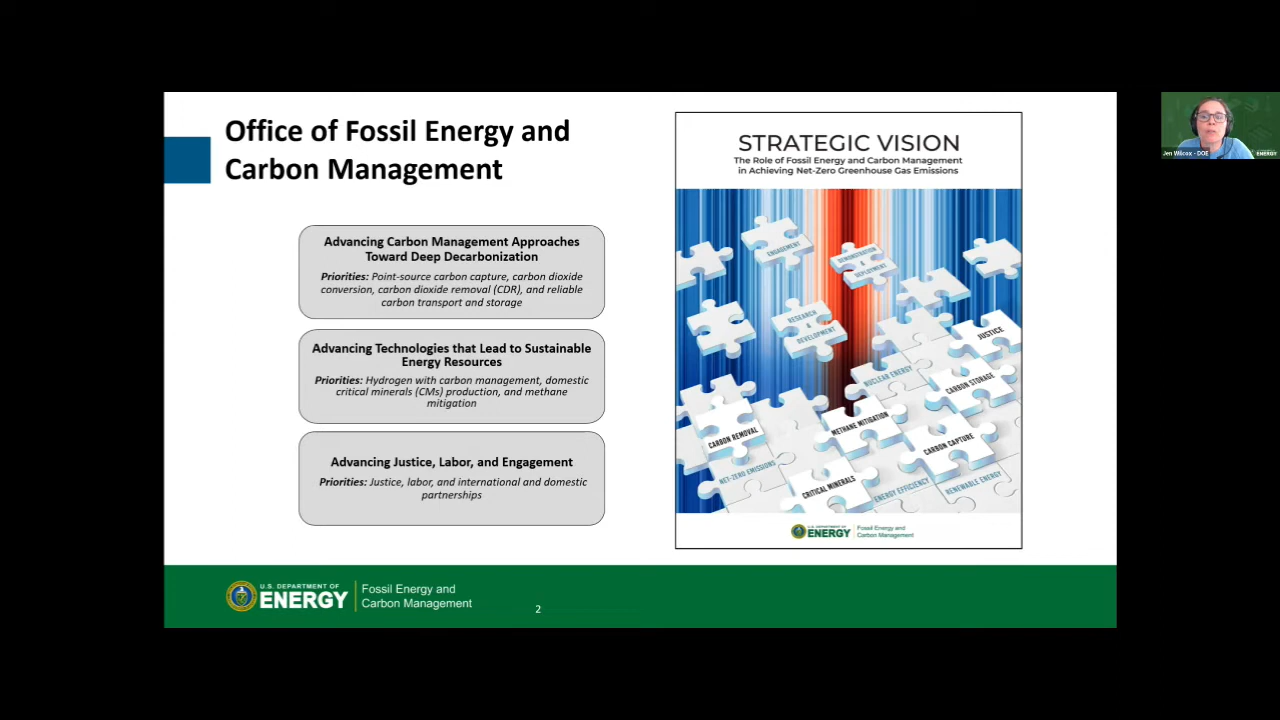 Office of Fossil Energy and
Carbon Management
Advancing Carbon Management Approaches
Toward Deep Decarbonization
Priorities: Point-source carbon capture, carbon dioxide
conversion, carbon dioxide removal (CDR), and reliable
carbon transport and storage
Advancing Technologies that Lead to Sustainable
Energy Resources
Priorities: Hydrogen with carbon management, domestic
critical minerals (CMs) production, and methane
mitigation
Advancing Justice, Labor, and Engagement
Priorities: Justice, labor, and international and domestic
partnerships
STRATEGIC VISION
The Role of Fossil Energy and Carbon Management
in Achieving Net-Zero Greenhouse Gas Emissions
ENGAGEMENT
DEMONSTRATION
&
DEPLOYMENT
RESEARCH
&
DEVELOPMENT
JUSTICE
NUCLEAR ENERGY
CARBON STORAGE
METHANE MITIGATION
CARBON REMOVAL
CARBON CAPTURE
NET-ZERO EMISSIONS
CRITICAL MINERALS
ENERGY EFFICIENCY
RENEWABLE ENERGY
U.S. DEPARTMENT OF
ENERGY
Fossil Energy and
Carbon Management
U.S. DEPARTMENT OF
ENERGY
Fossil Energy and
Carbon Management
2
Jen Wilcox - DOE
ENERGY